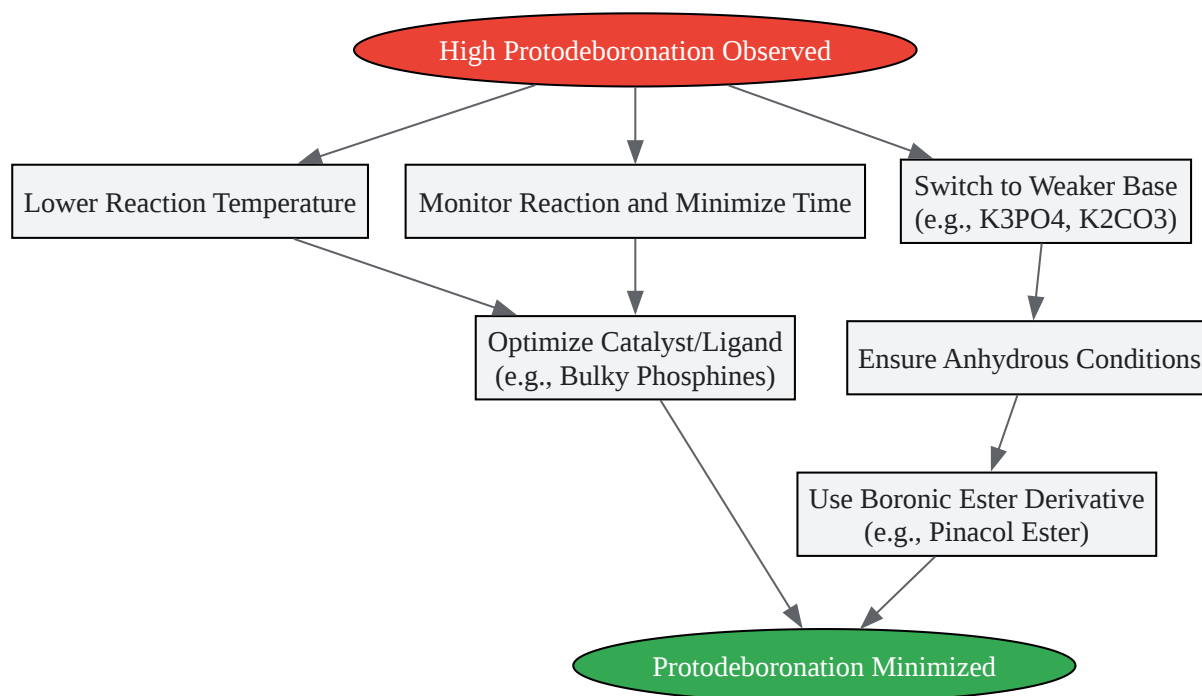 High Protodeboronation Observed
Lower Reaction Temperature
Monitor Reaction and Minimize Time
Switch to Weaker Base
(e.g., K3PO4, K2CO3)
Optimize Catalyst/Ligand
(e.g., Bulky Phosphines)
Ensure Anhydrous Conditions
Use Boronic Ester Derivative
(e.g., Pinacol Ester)
Protodeboronation Minimized